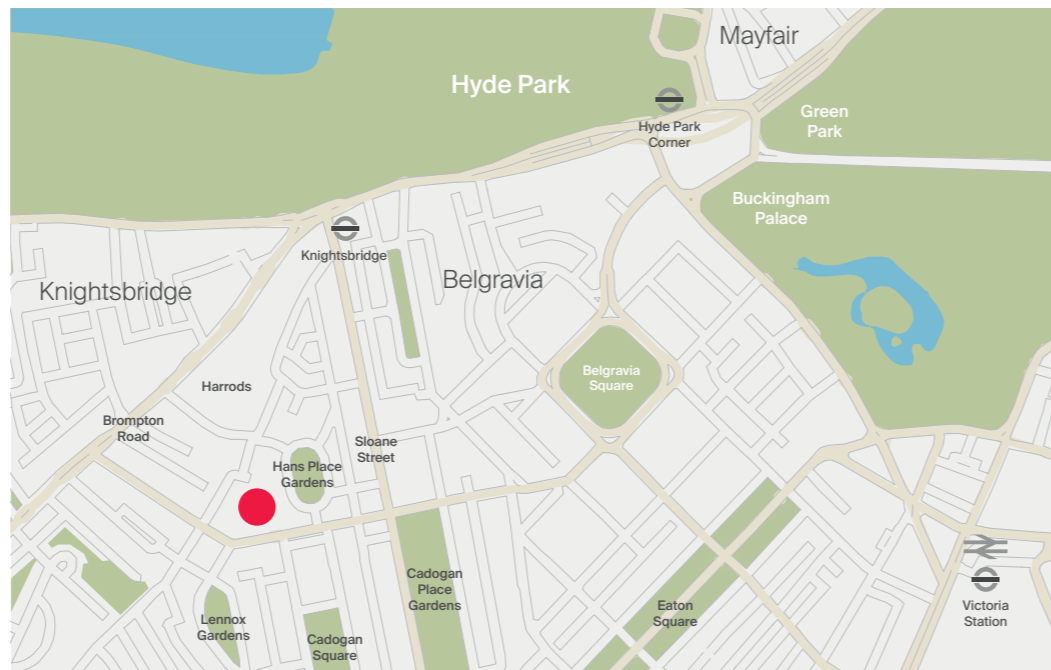 Mayfair
Hyde Park
Green
Park
Hyde Park
Corner
Buckingham
Palace
Knightsbridge
Belgravia
Knightsbridge
Belgravia
Square
Harrods
Brompton
Road
Sloane
Street
Hans Place
Gardens
Cadogan
Place
Gardens
Eaton
Square
Victoria
Station
Lennox
Gardens
Cadogan
Square